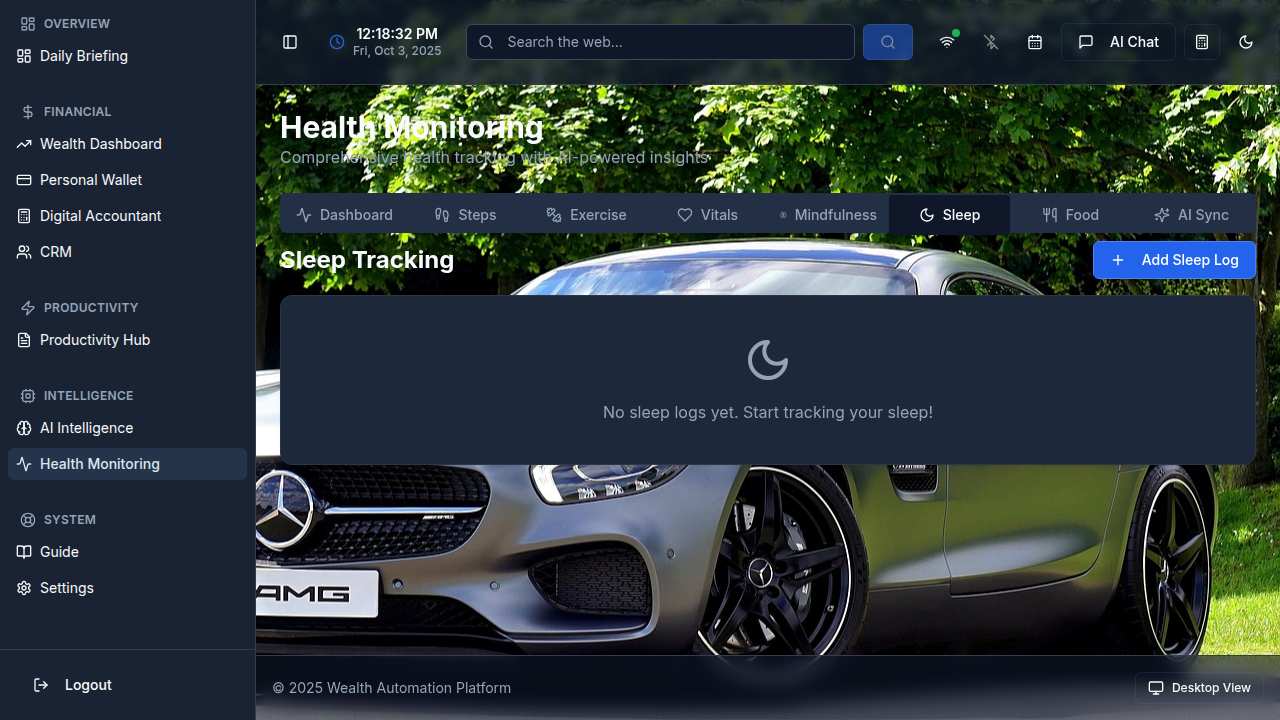 OVERVIEW
Daily Briefing
FINANCIAL
Wealth Dashboard
Personal Wallet
Digital Accountant
CRM
PRODUCTIVITY
Productivity Hub
INTELLIGENCE
AI Intelligence
Health Monitoring
SYSTEM
Guide
Settings
Logout
12:18:32 PM
Fri, Oct 3, 2025
Search the web...
AI Chat
Health Monitoring
Comprehensive health tracking with AI-powered insights
Dashboard Steps Exercise Vitals Mindfulness Sleep Food AI Sync
Sleep Tracking
Add Sleep Log
No sleep logs yet. Start tracking your sleep!
AMG
© 2025 Wealth Automation Platform
Desktop View